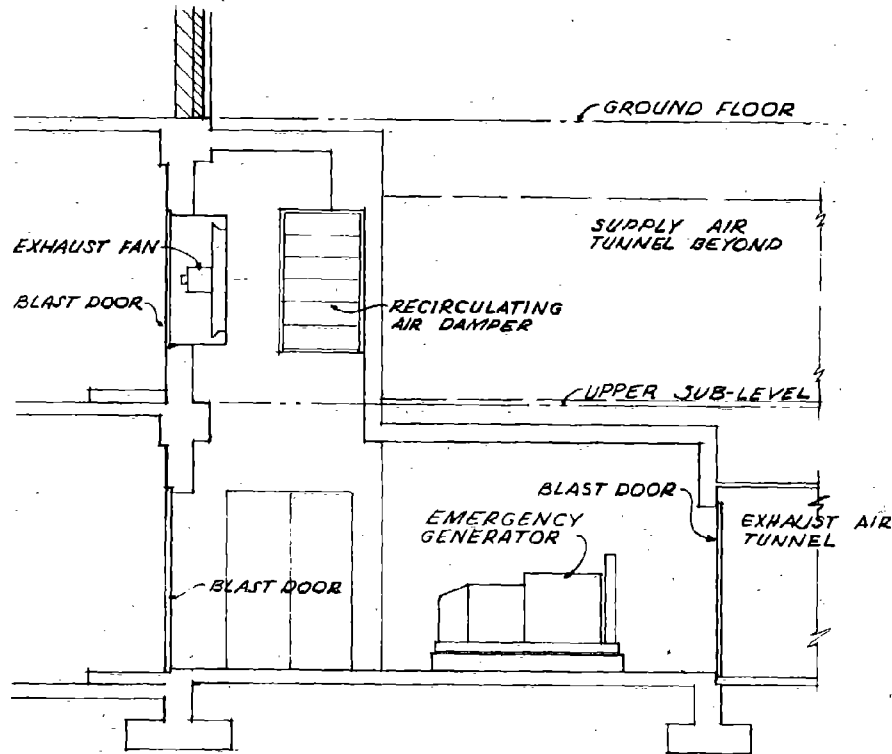 GROUND FLOOR
SUPPLY AIR
TUNNEL BEYOND
EXHAUST FAN
BLAST DOOR
RECIRCULATING
AIR DAMPER
UPPER SUB-LEVEL
BLAST DOOR
EMERGENCY
GENERATOR
EXHAUST AIR
TUNNEL
BLAST DOOR